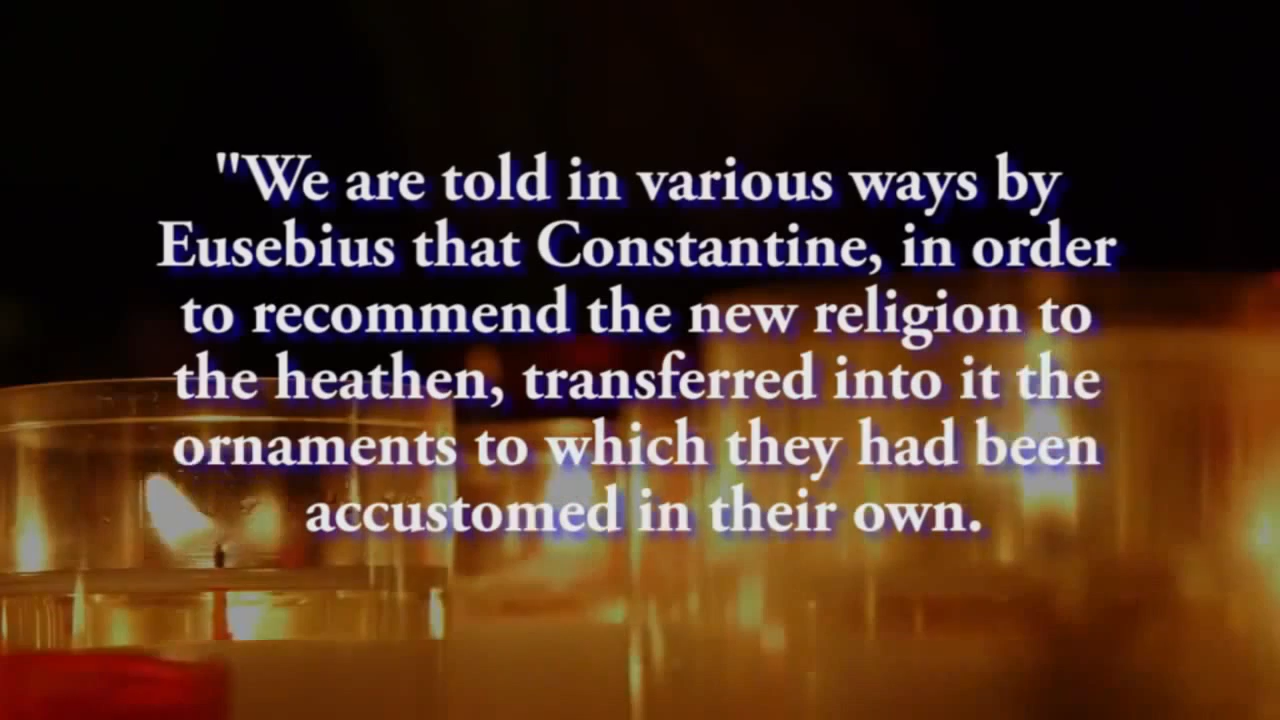 "We are told in various ways by
Eusebius that Constantine, in order
to recommend the new religion to
the heathen, transferred into it the
ornaments to which they had been
accustomed in their own.